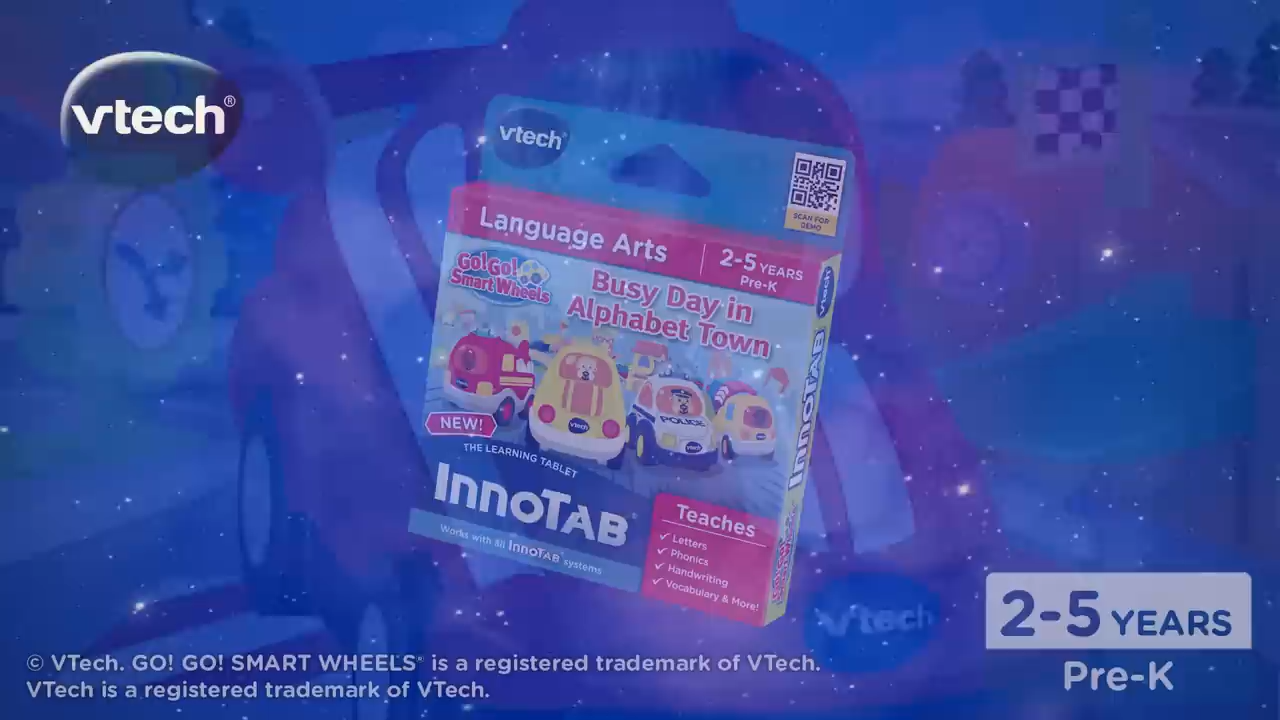 vtech®
vtech
SCAN FOR
DEMO
Language Arts
2-5 YEARS
Pre-K
Go! Go!
Smart Wheels
Busy Day in
Alphabet Town
vtech
InnoTAB
POLICE
vtech
vtech
NEW!
THE LEARNING TABLET
InnoTAB®
Works with all InnoTAB® systems
Teaches
✓ Letters
✓ Phonics
✓ Handwriting
✓ Vocabulary & More!
vtech
2-5 YEARS
Pre-K
© VTech. GO! GO! SMART WHEELS® is a registered trademark of VTech.
VTech is a registered trademark of VTech.